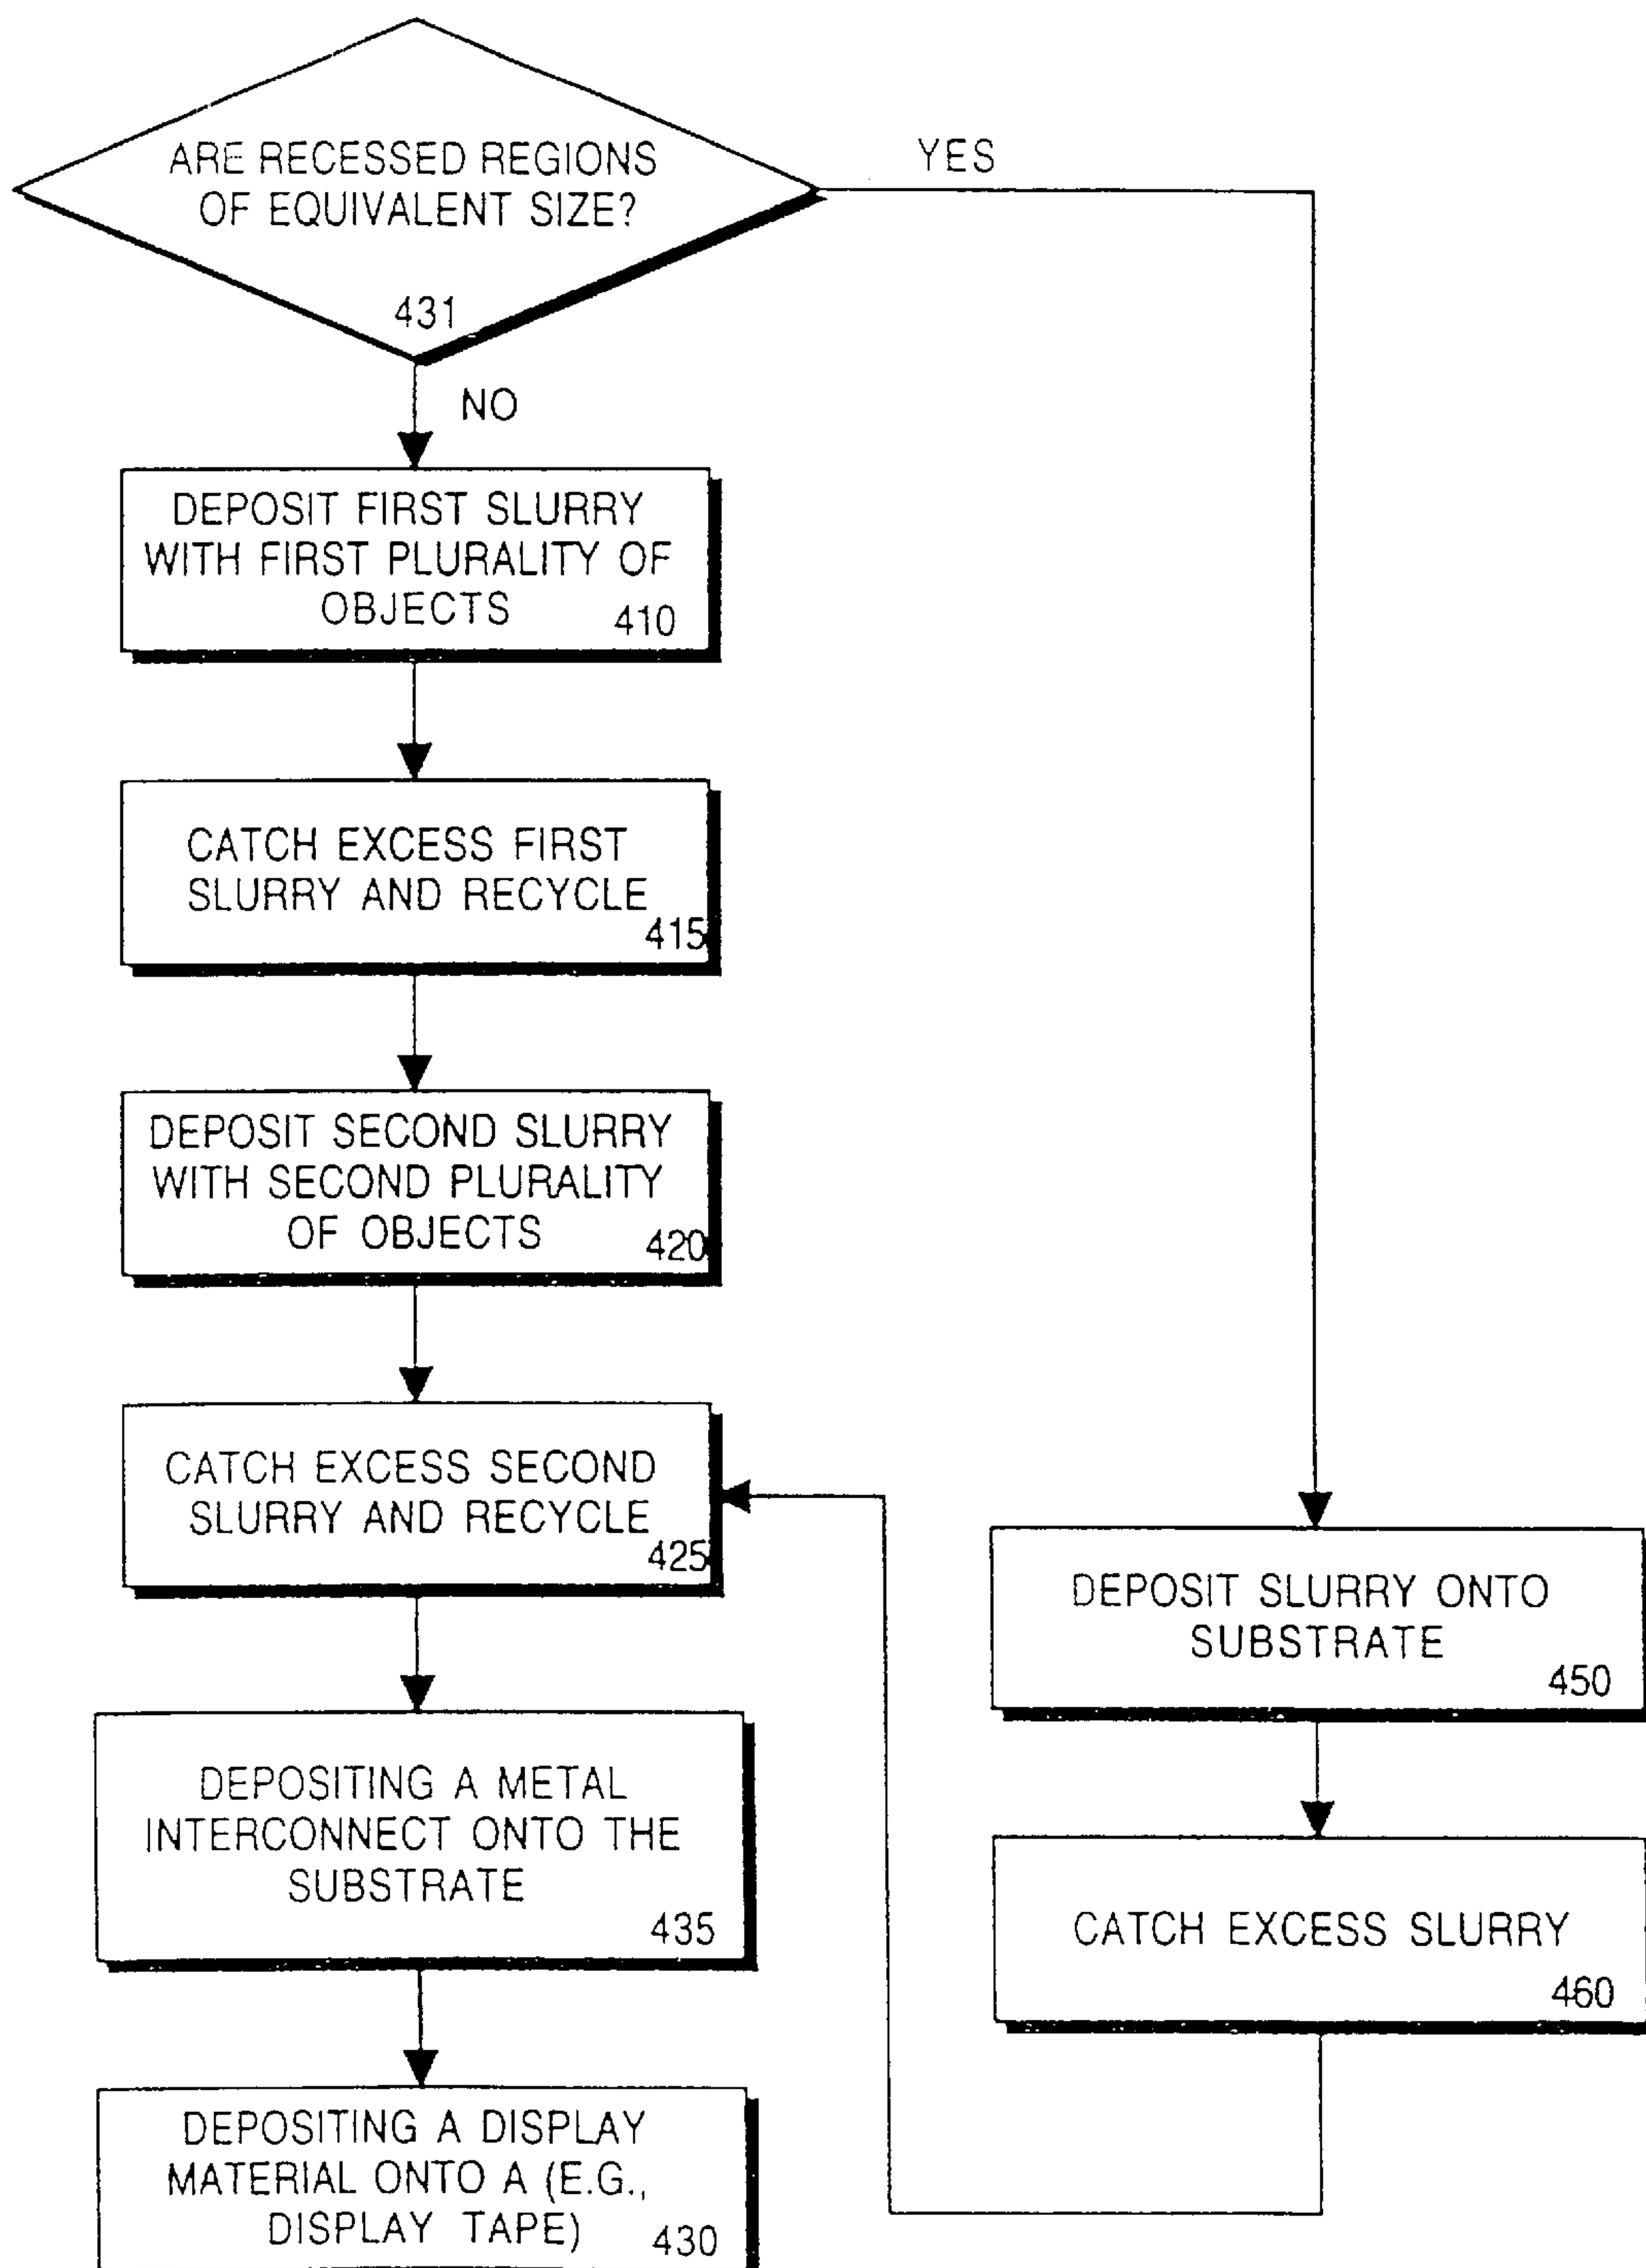 ARE RECESSED REGIONS
OF EQUIVALENT SIZE?
431
YES
NO
DEPOSIT FIRST SLURRY
WITH FIRST PLURALITY OF
OBJECTS
410
CATCH EXCESS FIRST
SLURRY AND RECYCLE
415
DEPOSIT SECOND SLURRY
WITH SECOND PLURALITY
OF OBJECTS
420
CATCH EXCESS SECOND
SLURRY AND RECYCLE
425
DEPOSITING A METAL
INTERCONNECT ONTO THE
SUBSTRATE
435
DEPOSITING A DISPLAY
MATERIAL ONTO A (E.G.,
DISPLAY TAPE)
430
DEPOSIT SLURRY ONTO
SUBSTRATE
450
CATCH EXCESS SLURRY
460